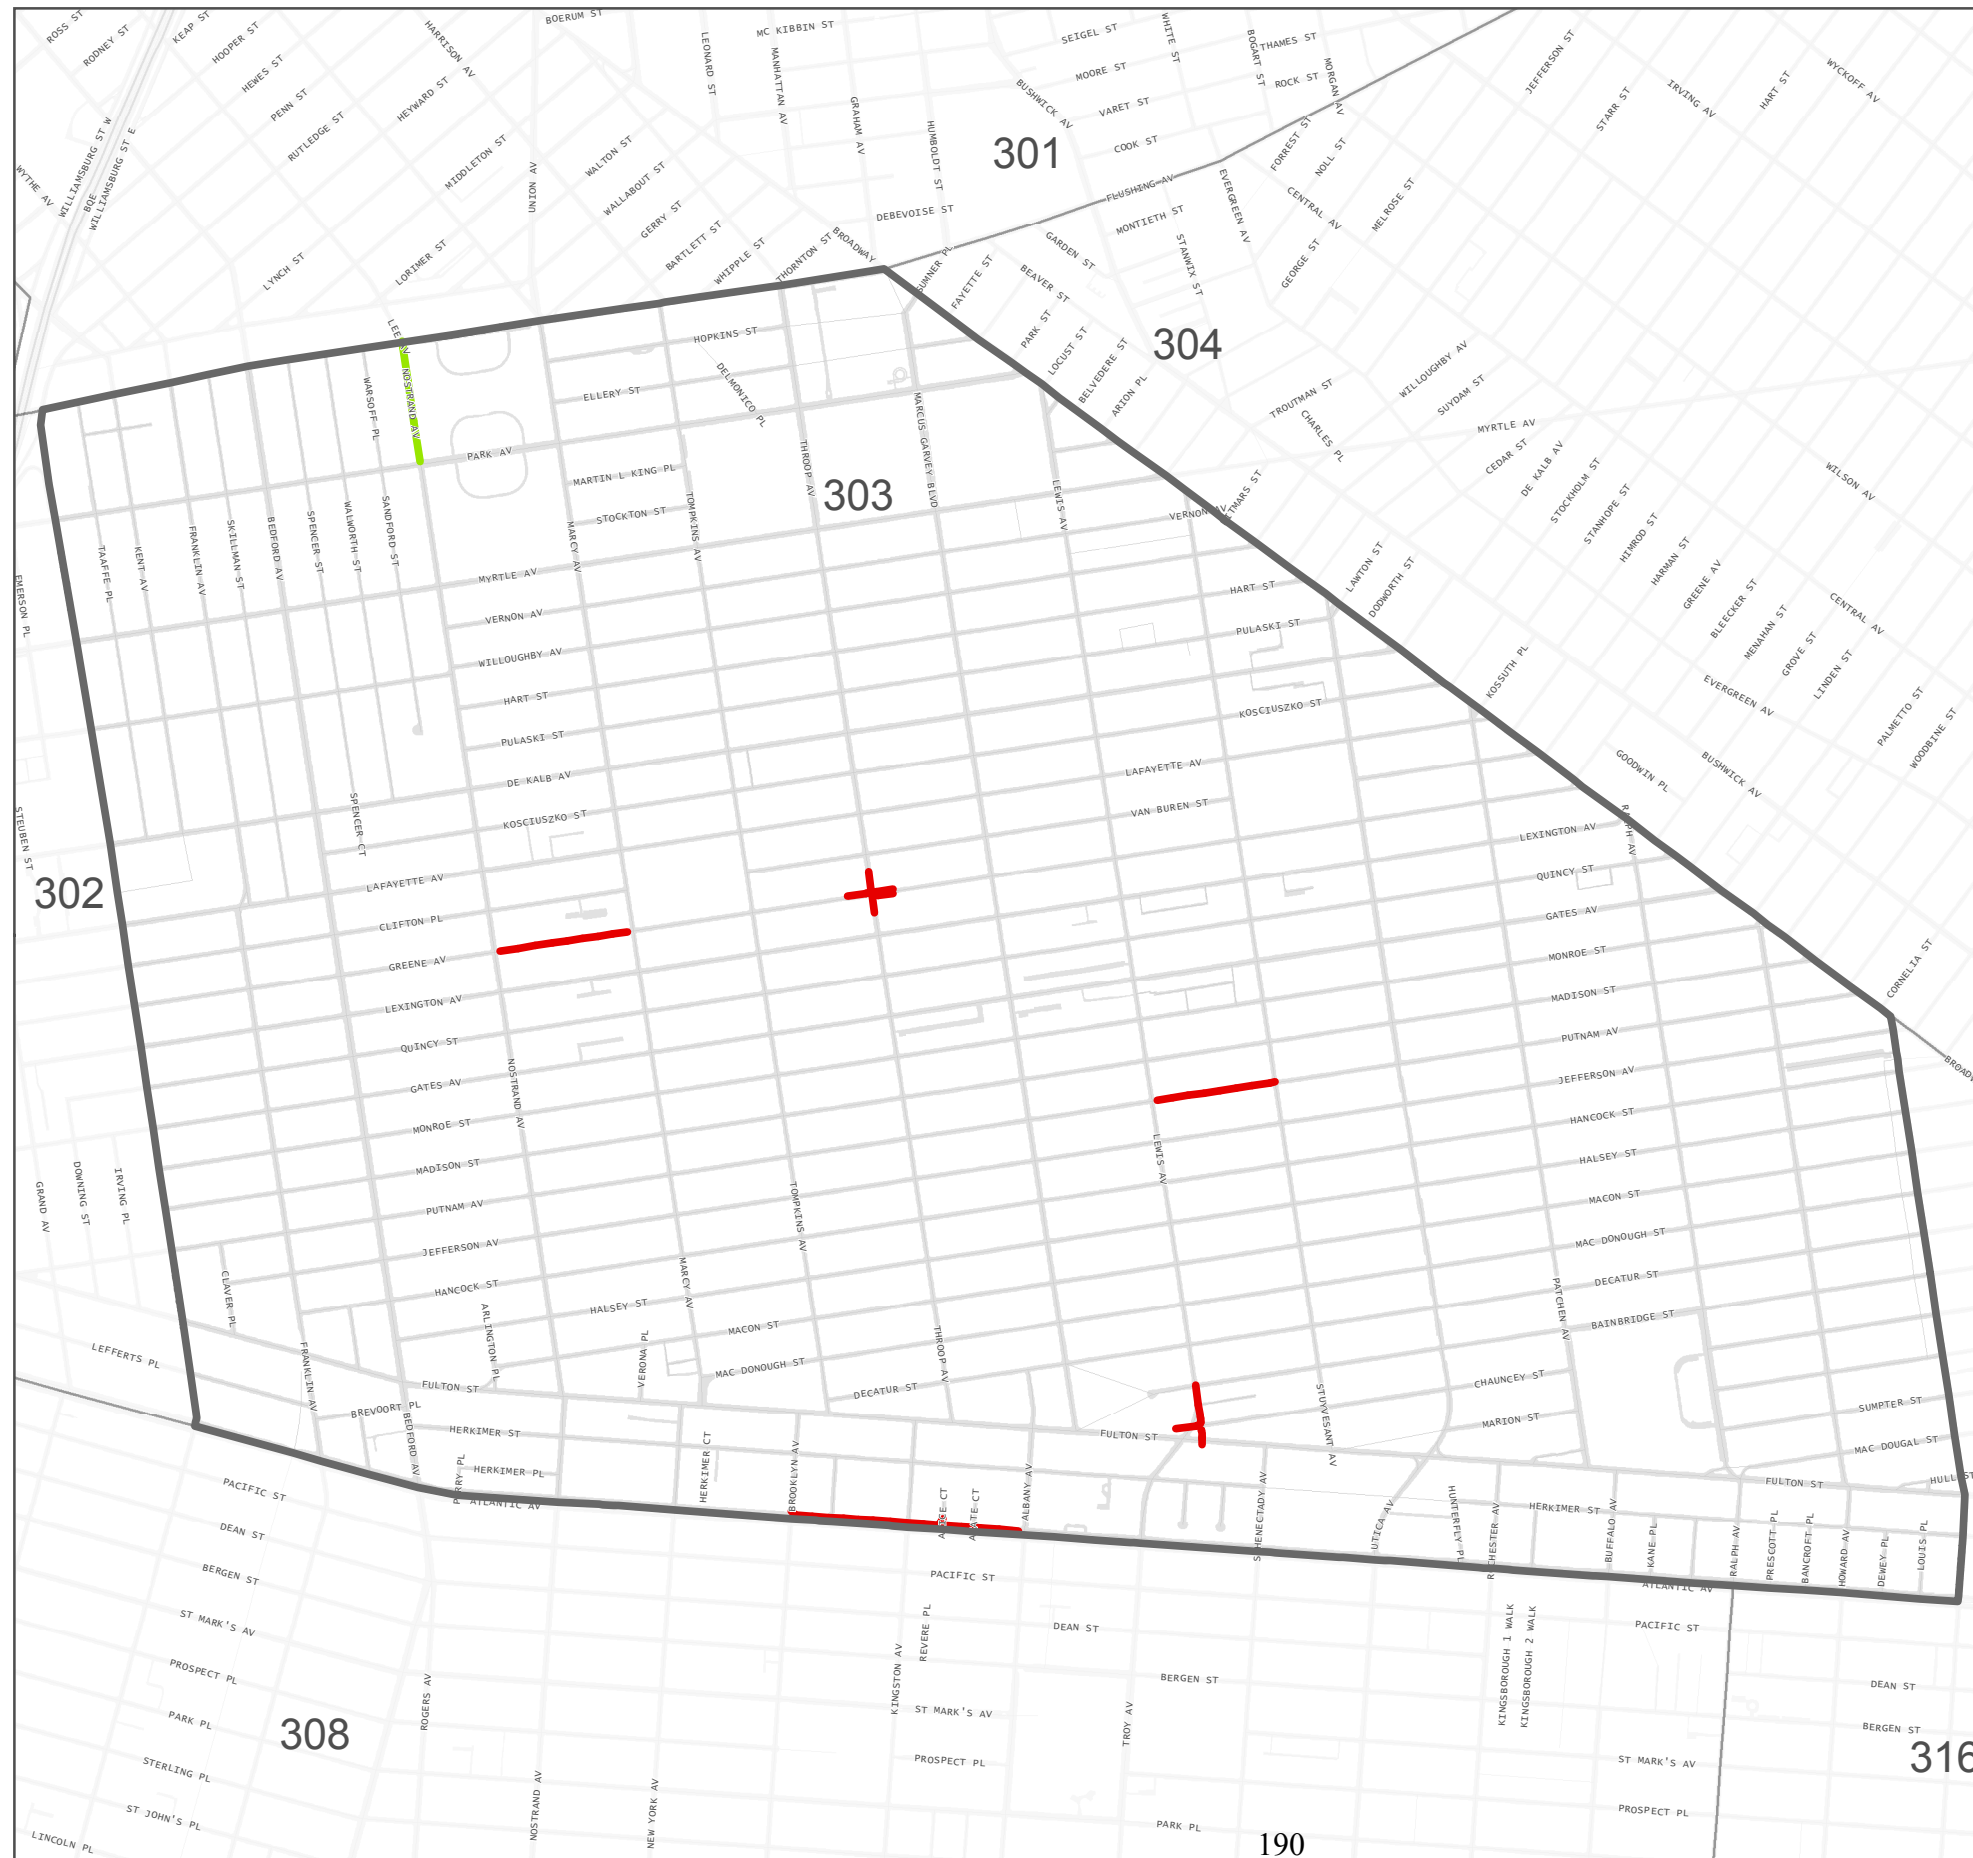 ROSS ST
RODNEY ST
KEAP ST
HOOPER ST
HEWES ST
PENN ST
RUTLEDGE ST
HARRISON AV
HEYWARD ST
MIDDLETON ST
BOERUM ST
UNION AV
WALTON ST
WALLABOUT ST
GERRY ST
BARTLETT ST
WHIPPLE ST
THORNTON ST
BROADWAY
LEONARD ST
MC KIBBIN ST
MANHATTAN AV
GRAHAM AV
HUMBOLDT ST
DEBEVOISE ST
SEIGEL ST
MOORE ST
BUSHWICK AV
VARET ST
COOK ST
301
WHITE ST
BOGART ST
THAMES ST
ROCK ST
MORGAN AV
FORREST ST
NOLL ST
FLUSHING AV
MONTIETH ST
EVERGREEN AV
CENTRAL AV
MELROSE ST
GEORGE ST
STANWIX ST
GARDEN ST
BEAVER ST
SUMNER PL
FAYETTE ST
PARK ST
LOCUST ST
BELVEDERE ST
ARION PL
304
JEFFERSON ST
STARR ST
IRVING AV
HART ST
WYCKOFF AV
WILLOUGHBY AV
SUYDAM ST
TROUTMAN ST
CHARLES PL
MYRTLE AV
CEDAR ST
DE KALB AV
STOCKHOLM ST
STANHOPE ST
HIMROD ST
HARMAN ST
GREENE AV
BLEECKER ST
MENAHAN ST
GROVE ST
LINDEN ST
WILSON AV
CENTRAL AV
EVERGREEN AV
PALMETTO ST
WOODBINE ST
BUSHWICK AV
GOODWIN PL
KOSSUTH PL
DODWORTH ST
LAWTON ST
CORNELIA ST
WYTHE AV
WILLIAMSBURG ST W
BQE
WILLIAMSBURG ST E
LYNCH ST
LORIMER ST
LEE AV
NOSTRAND AV
WARSOFF PL
HOPKINS ST
ELLERY ST
DELMONICO PL
PARK AV
MARTIN L KING PL
STOCKTON ST
THROOP AV
303
MARCUS GARVEY BLVD
LEWIS AV
VERNON AV
TAAFFE PL
KENT AV
FRANKLIN AV
SKILLMAN ST
BEDFORD AV
SPENCER ST
WALWORTH ST
SANDFORD ST
MARCY AV
TOMPKINS AV
EMERSON PL
MYRTLE AV
VERNON AV
WILLOUGHBY AV
HART ST
PULASKI ST
DE KALB AV
KOSCIUSZKO ST
HART ST
PULASKI ST
KOSCIUSZKO ST
LAFAYETTE AV
VAN BUREN ST
STEUBEN ST
302
SPENCER CT
LAFAYETTE AV
CLIFTON PL
GREENE AV
LEXINGTON AV
QUINCY ST
GATES AV
MONROE ST
MADISON ST
PUTNAM AV
JEFFERSON AV
HANCOCK ST
HALSEY ST
MACON ST
MAC DONOUGH ST
DECATUR ST
NOSTRAND AV
LEWIS AV
RALPH AV
LEXINGTON AV
QUINCY ST
GATES AV
MONROE ST
MADISON ST
PUTNAM AV
JEFFERSON AV
HANCOCK ST
HALSEY ST
MACON ST
MAC DONOUGH ST
DECATUR ST
BAINBRIDGE ST
CHAUNCEY ST
MARION ST
SUMPTER ST
MAC DOUGAL ST
FULTON ST
PATCHEN AV
GRAND AV
DOWNING ST
IRVING PL
CLAVER PL
LEFFERTS PL
FRANKLIN AV
ARLINGTON PL
VERONA PL
MARCY AV
TOMPKINS AV
THROOP AV
FULTON ST
BREVOORT PL
BEDFORD AV
HERKIMER ST
HERKIMER PL
ATLANTIC AV
HERKIMER CT
BROOKLYN AV
ALBANY AV
FULTON ST
STUYVESANT AV
UTICA AV
HUNTERFLY PL
HERKIMER ST
BUFFALO AV
KANE PL
RALPH AV
PRESCOTT PL
BANCROFT PL
HOWARD AV
DEWEY PL
LOUIS PL
ATLANTIC AV
PACIFIC ST
DEAN ST
BERGEN ST
ST MARK'S AV
PROSPECT PL
PARK PL
STERLING PL
ST JOHN'S PL
LINCOLN PL
308
ROGERS AV
NOSTRAND AV
NEW YORK AV
KINGSTON AV
REVERE PL
PACIFIC ST
DEAN ST
BERGEN ST
ST MARK'S AV
PROSPECT PL
TROY AV
PARK PL
KINGSBOROUGH 1 WALK
KINGSBOROUGH 2 WALK
PACIFIC ST
DEAN ST
BERGEN ST
ST MARK'S AV
PROSPECT PL
316
190